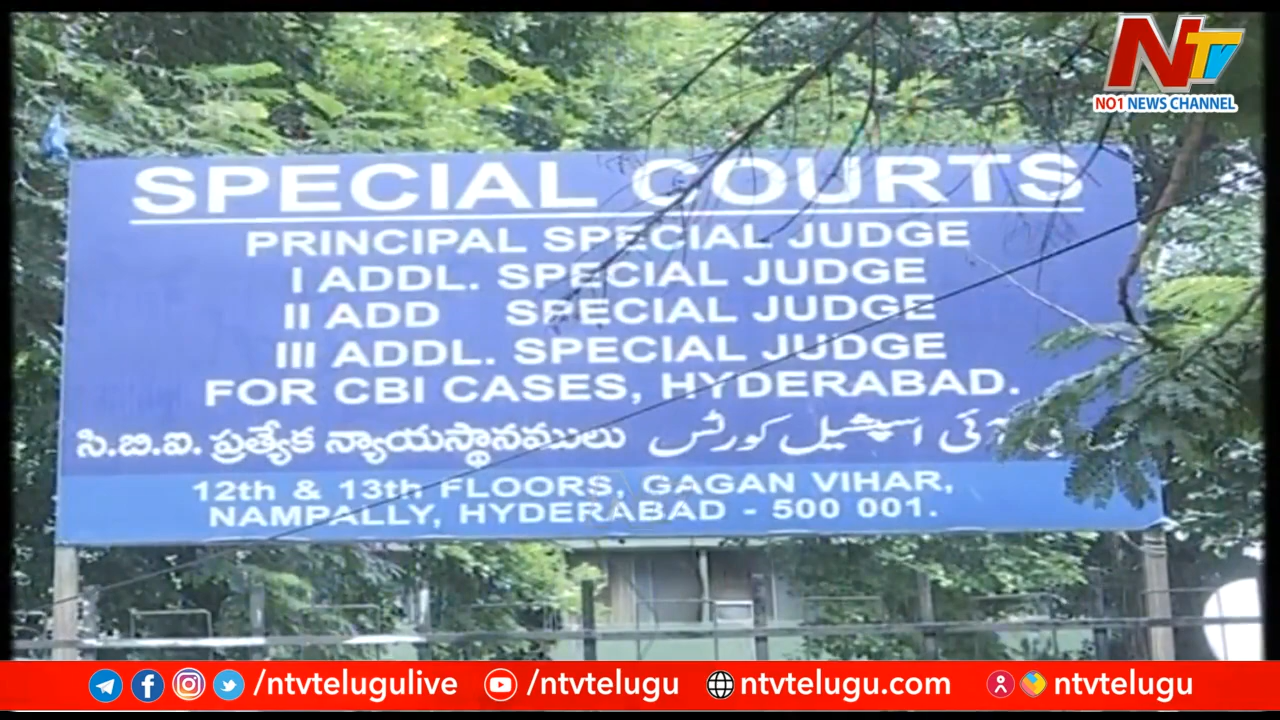 NTV
NO1 NEWS CHANNEL
SPECIAL COURTS
PRINCIPAL SPECIAL JUDGE
I ADDL. SPECIAL JUDGE
II ADD SPECIAL JUDGE
III ADDL. SPECIAL JUDGE
FOR CBI CASES, HYDERABAD.
సి.బి.ఐ. ప్రత్యేక న్యాయస్థానములు
آئی اسپیشیل کورٹس
12th & 13th FLOORS, GAGAN VIHAR,
NAMPALLY, HYDERABAD - 500 001.
/ntvtelugulive /ntvtelugu ntvtelugu.com ntvtelugu